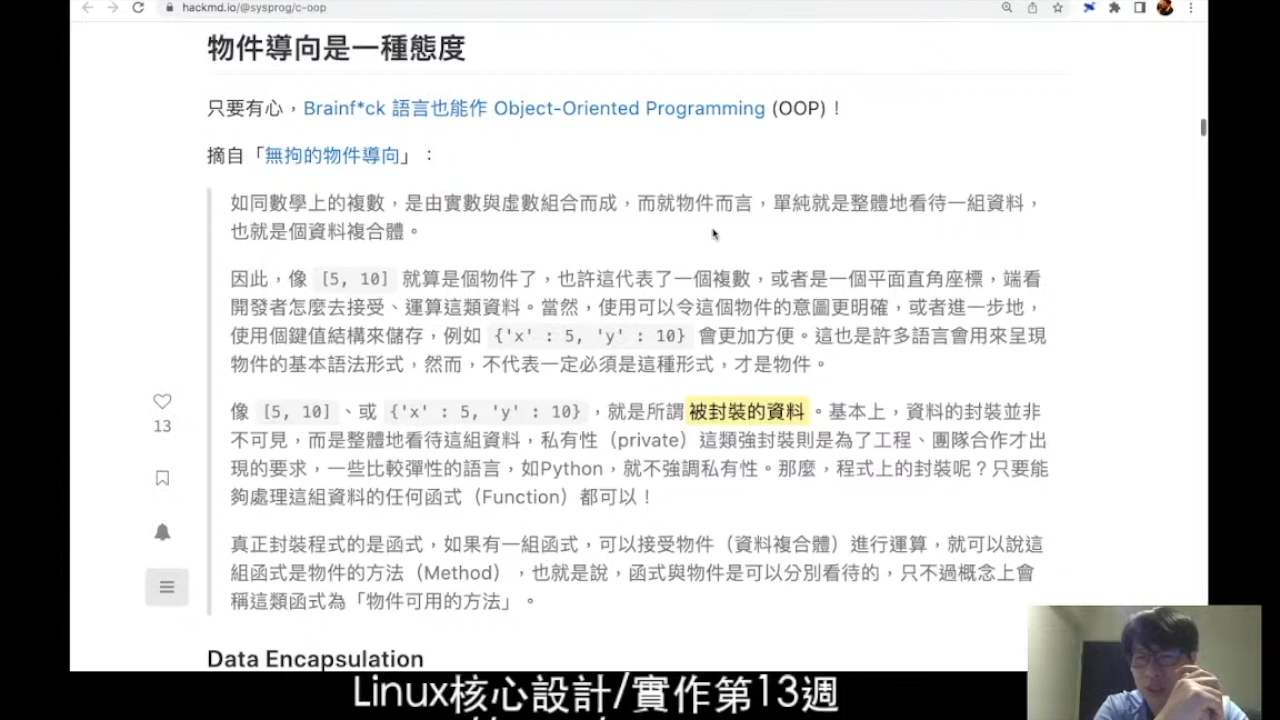 hackmd.io/@sysprog/c-oop
物件導向是一種態度
只要有心，Brainf*ck 語言也能作 Object-Oriented Programming (OOP)！
摘自「無拘的物件導向」：
如同數學上的複數，是由實數與虛數組合而成，而就物件而言，單純就是整體地看待一組資料，
也就是個資料複合體。
因此，像 [5, 10] 就算是個物件了，也許這代表了一個複數，或者是一個平面直角座標，端看
開發者怎麼去接受、運算這類資料。當然，使用可以令這個物件的意圖更明確，或者進一步地，
使用個鍵值結構來儲存，例如 {'x' : 5, 'y' : 10} 會更加方便。這也是許多語言會用來呈現
物件的基本語法形式，然而，不代表一定必須是這種形式，才是物件。
像 [5, 10]、或 {'x' : 5, 'y' : 10}，就是所謂被封裝的資料。基本上，資料的封裝並非
不可見，而是整體地看待這組資料，私有性（private）這類強封裝則是為了工程、團隊合作才出
現的要求，一些比較彈性的語言，如Python，就不強調私有性。那麼，程式上的封裝呢？只要能
夠處理這組資料的任何函式（Function）都可以！
13
真正封裝程式的是函式，如果有一組函式，可以接受物件（資料複合體）進行運算，就可以說這
組函式是物件的方法（Method），也就是說，函式與物件是可以分別看待的，只不過概念上會
稱這類函式為「物件可用的方法」。
Data Encapsulation
Linux核心設計/實作第13週